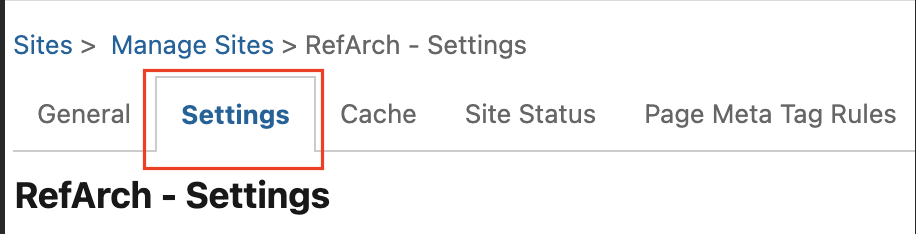 Sites > Manage Sites > RefArch - Settings
General Settings Cache Site Status Page Meta Tag Rules
RefArch - Settings